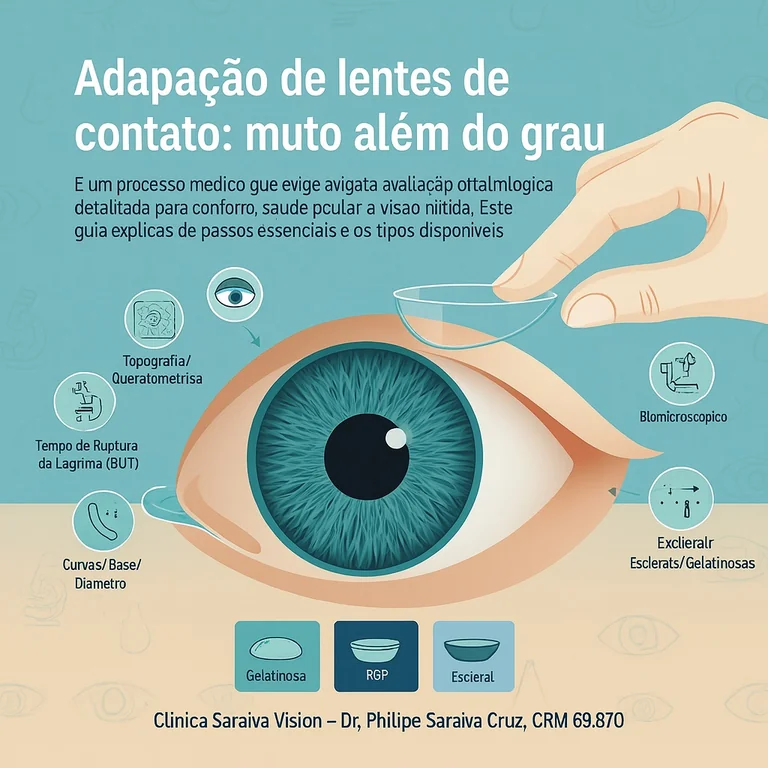 Adapação de lentes de
contato: muto além do grau
E um processo medico gue evige avigata avaliaçãp ottalmlogica
detalitada para conforro, saude pcular a visao niitida, Este
guia explicas de passos essenciais e os tipos disponiveis
Topografia/
Queratometrisa
Tempo de Ruptura
da Lagrima (BUT)
Curvas/Base/
Diametro
Blomicroscopico
Exclieralr
Esclerats/Gelatinosas
Gelatinosa
RGP
Escieral
Clinica Saraiva Vision – Dr, Philipe Saraiva Cruz, CRM 69.870